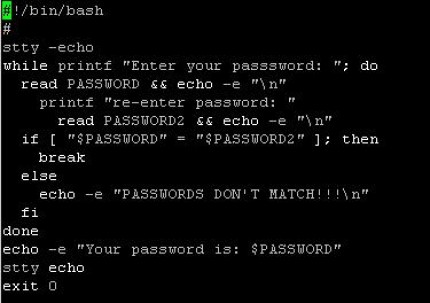 #!/bin/bash
#
stty -echo
while printf "Enter your passsword: "; do
read PASSWORD && echo -e "\n"
printf "re-enter password: "
read PASSWORD2 && echo -e "\n"
if [ "$PASSWORD" = "$PASSWORD2" ]; then
break
else
echo -e "PASSWORDS DON'T MATCH!!!\n"
fi
done
echo -e "Your password is: $PASSWORD"
stty echo
exit 0